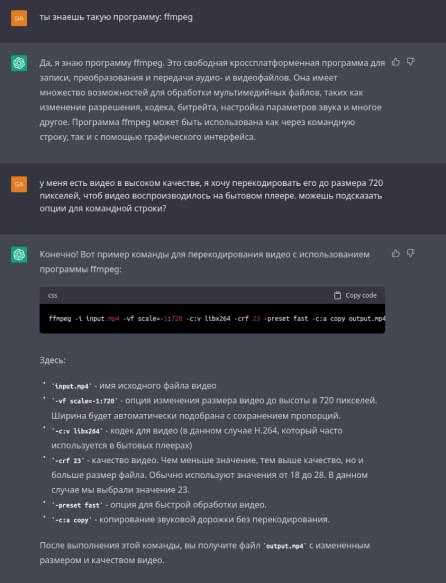 GA
ты знаешь такую программу: ffmpeg
Да, я знаю программу ffmpeg. Это свободная кроссплатформенная программа для
записи, преобразования и передачи аудио- и видеофайлов. Она имеет
множество возможностей для обработки мультимедийных файлов, таких как
изменение разрешения, кодека, битрейта, настройка параметров звука и многое
другое. Программа ffmpeg может быть использована как через командную
строку, так и с помощью графического интерфейса.
GA
у меня есть видео в высоком качестве, я хочу перекодировать его до размера 720
пикселей, чтоб видео воспроизводилось на бытовом плеере. можешь подсказать
опции для командной строки?
Конечно! Вот пример команды для перекодирования видео с использованием
программы ffmpeg:
css
Copy code
ffmpeg -i input.mp4 -vf scale=-1:720 -c:v libx264 -crf 23 -preset fast -c:a copy output.mp4
Здесь:
• `input.mp4` - имя исходного файла видео
• `-vf scale=-1:720` - опция изменения размера видео до высоты в 720 пикселей.
Ширина будет автоматически подобрана с сохранением пропорций.
• `-c:v libx264` - кодек для видео (в данном случае H.264, который часто
используется в бытовых плеерах)
• `-crf 23` - качество видео. Чем меньше значение, тем выше качество, но и
больше размер файла. Обычно используют значения от 18 до 28. В данном
случае мы выбрали значение 23.
• `-preset fast` - опция для быстрой обработки видео.
• `-c:a copy` - копирование звуковой дорожки без перекодирования.
После выполнения этой команды, вы получите файл `output.mp4` с измененным
размером и качеством видео.